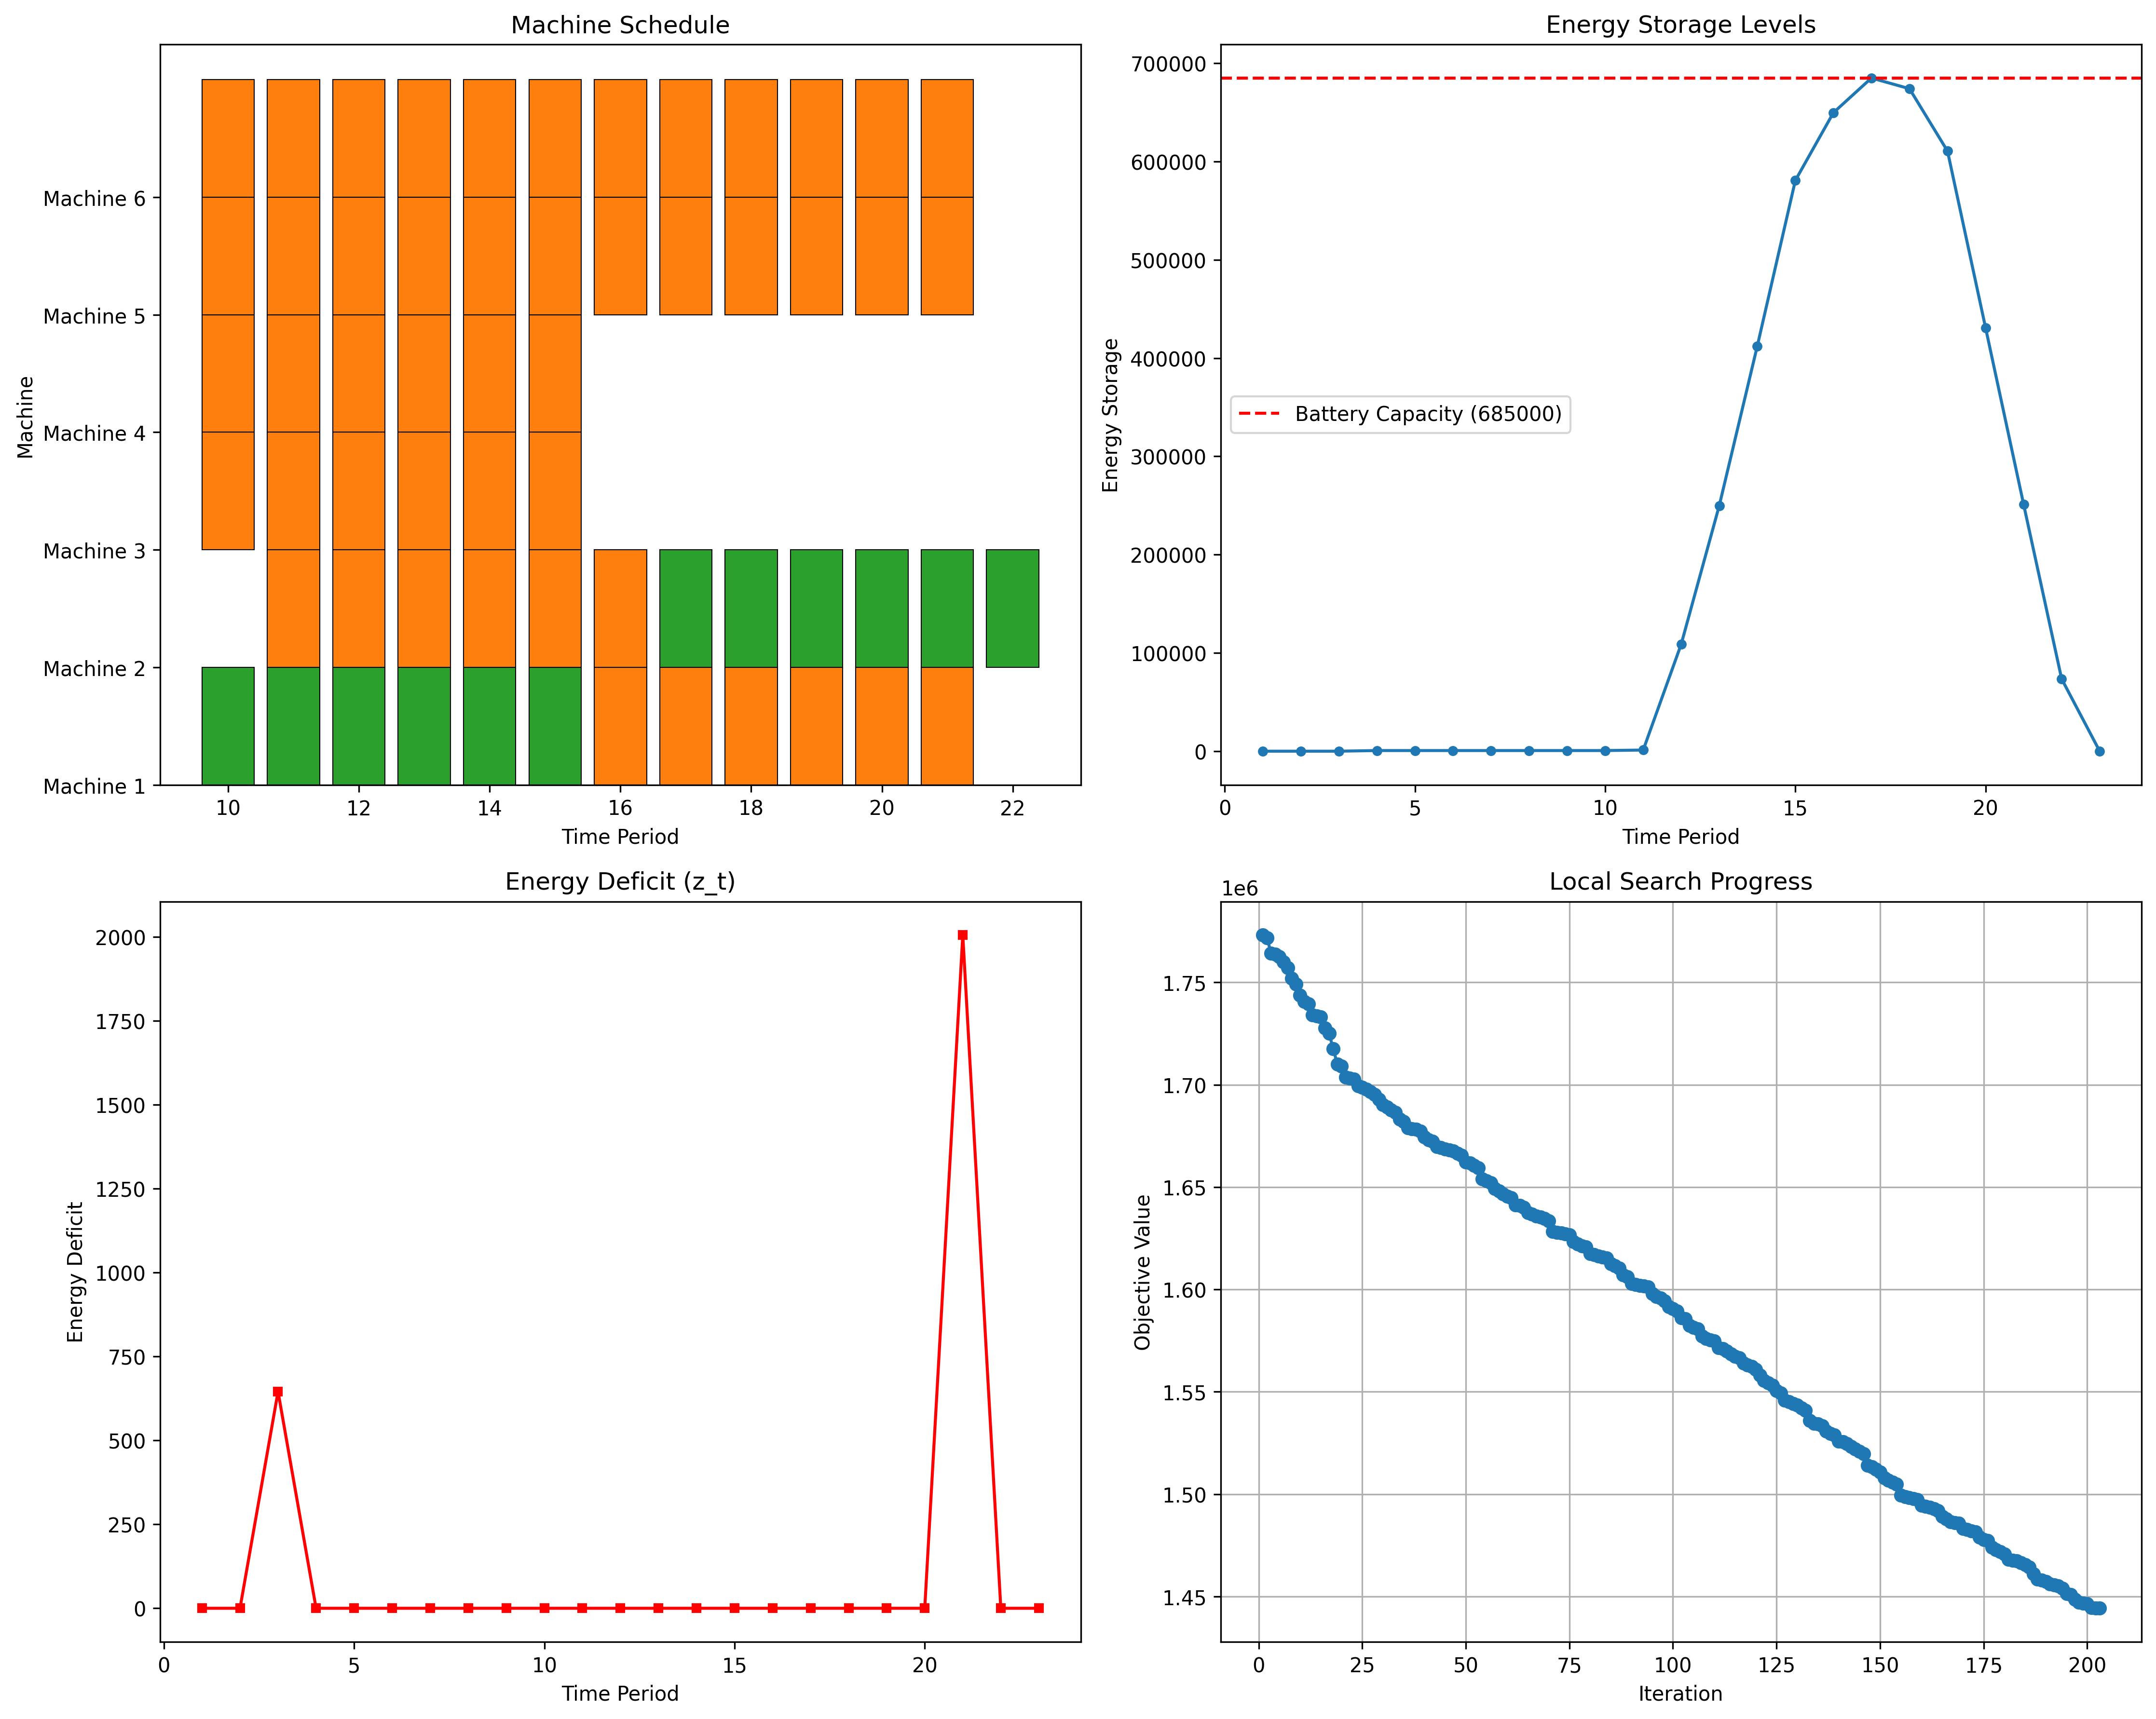 Machine Schedule
Machine
Machine 6
Machine 5
Machine 4
Machine 3
Machine 2
Machine 1
10 12 14 16 18 20 22
Time Period
Energy Storage Levels
Energy Storage
700000
600000
500000
400000
300000
200000
100000
0
Battery Capacity (685000)
0 5 10 15 20
Time Period
Energy Deficit (z_t)
Energy Deficit
2000
1750
1500
1250
1000
750
500
250
0
0 5 10 15 20
Time Period
Local Search Progress
1e6
Objective Value
1.75
1.70
1.65
1.60
1.55
1.50
1.45
0 25 50 75 100 125 150 175 200
Iteration